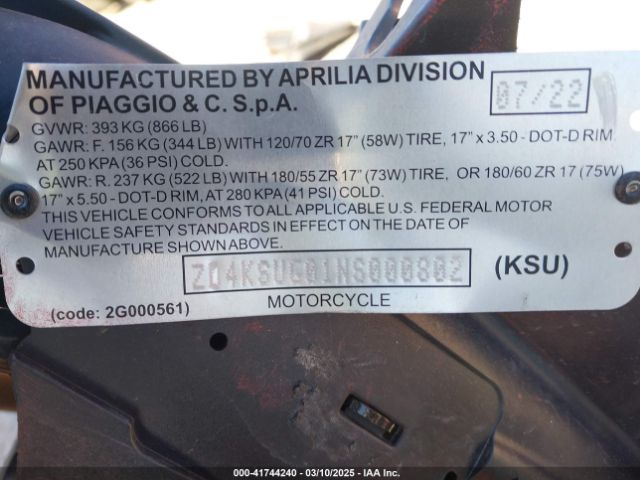 MANUFACTURED BY APRILIA DIVISION
OF PIAGGIO & C. S.p.A.
07/22
GVWR: 393 KG (866 LB)
GAWR: F. 156 KG (344 LB) WITH 120/70 ZR 17" (58W) TIRE, 17" x 3.50 - DOT-D RIM,
AT 250 KPA (36 PSI) COLD.
GAWR: R. 237 KG (522 LB) WITH 180/55 ZR 17" (73W) TIRE, OR 180/60 ZR 17 (75W)
17" x 5.50 - DOT-D RIM, AT 280 KPA (41 PSI) COLD.
THIS VEHICLE CONFORMS TO ALL APPLICABLE U.S. FEDERAL MOTOR
VEHICLE SAFETY STANDARDS IN EFFECT ON THE DATE OF
MANUFACTURE SHOWN ABOVE.
ZD4KSUG01NS000802 (KSU)
(code: 2G000561) MOTORCYCLE
000-41744240 - 03/10/2025 - IAA Inc.